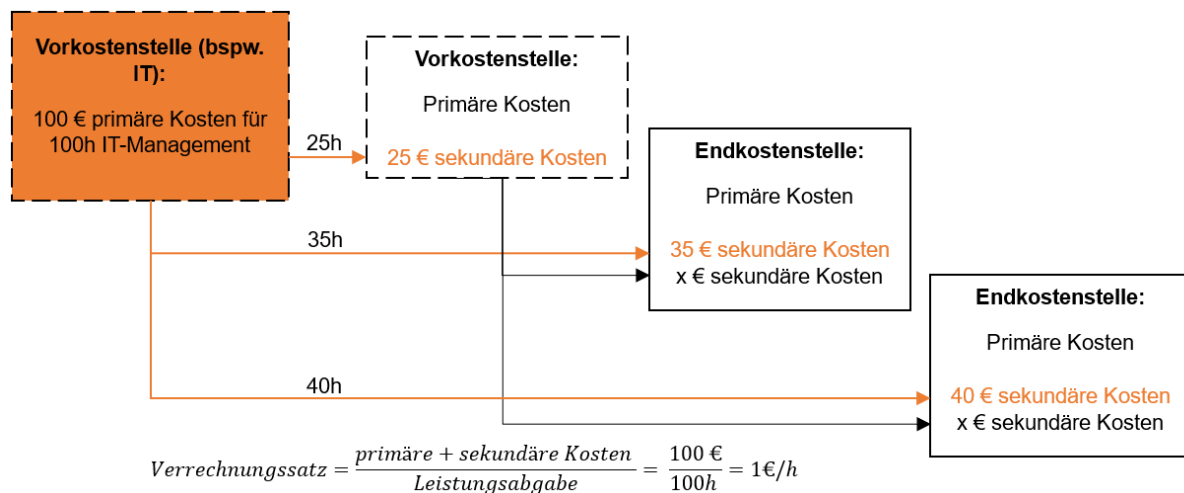 Vorkostenstelle (bspw.
IT):
100 € primäre Kosten für
100h IT-Management
25h
Vorkostenstelle:
Primäre Kosten
25 € sekundäre Kosten
35h
Endkostenstelle:
Primäre Kosten
35 € sekundäre Kosten
x € sekundäre Kosten
40h
Endkostenstelle:
Primäre Kosten
40 € sekundäre Kosten
x € sekundäre Kosten
Verrechnungssatz = primäre + sekundäre Kosten / Leistungsabgabe = 100 € / 100h = 1€/h